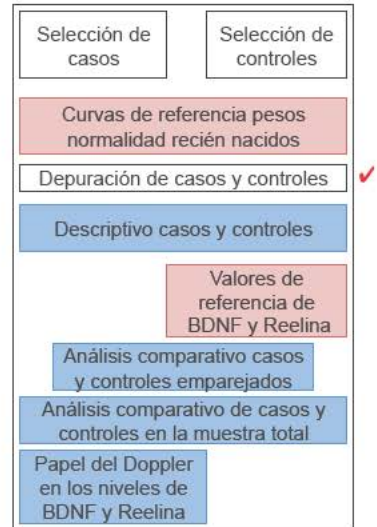 Selección de
casos
Selección de
controles
Curvas de referencia pesos
normalidad recién nacidos
Depuración de casos y controles
Descriptivo casos y controles
Valores de
referencia de
BDNF y Reelina
Análisis comparativo casos
y controles emparejados
Análisis comparativo de casos y
controles en la muestra total
Papel del Doppler
en los niveles de
BDNF y Reelina